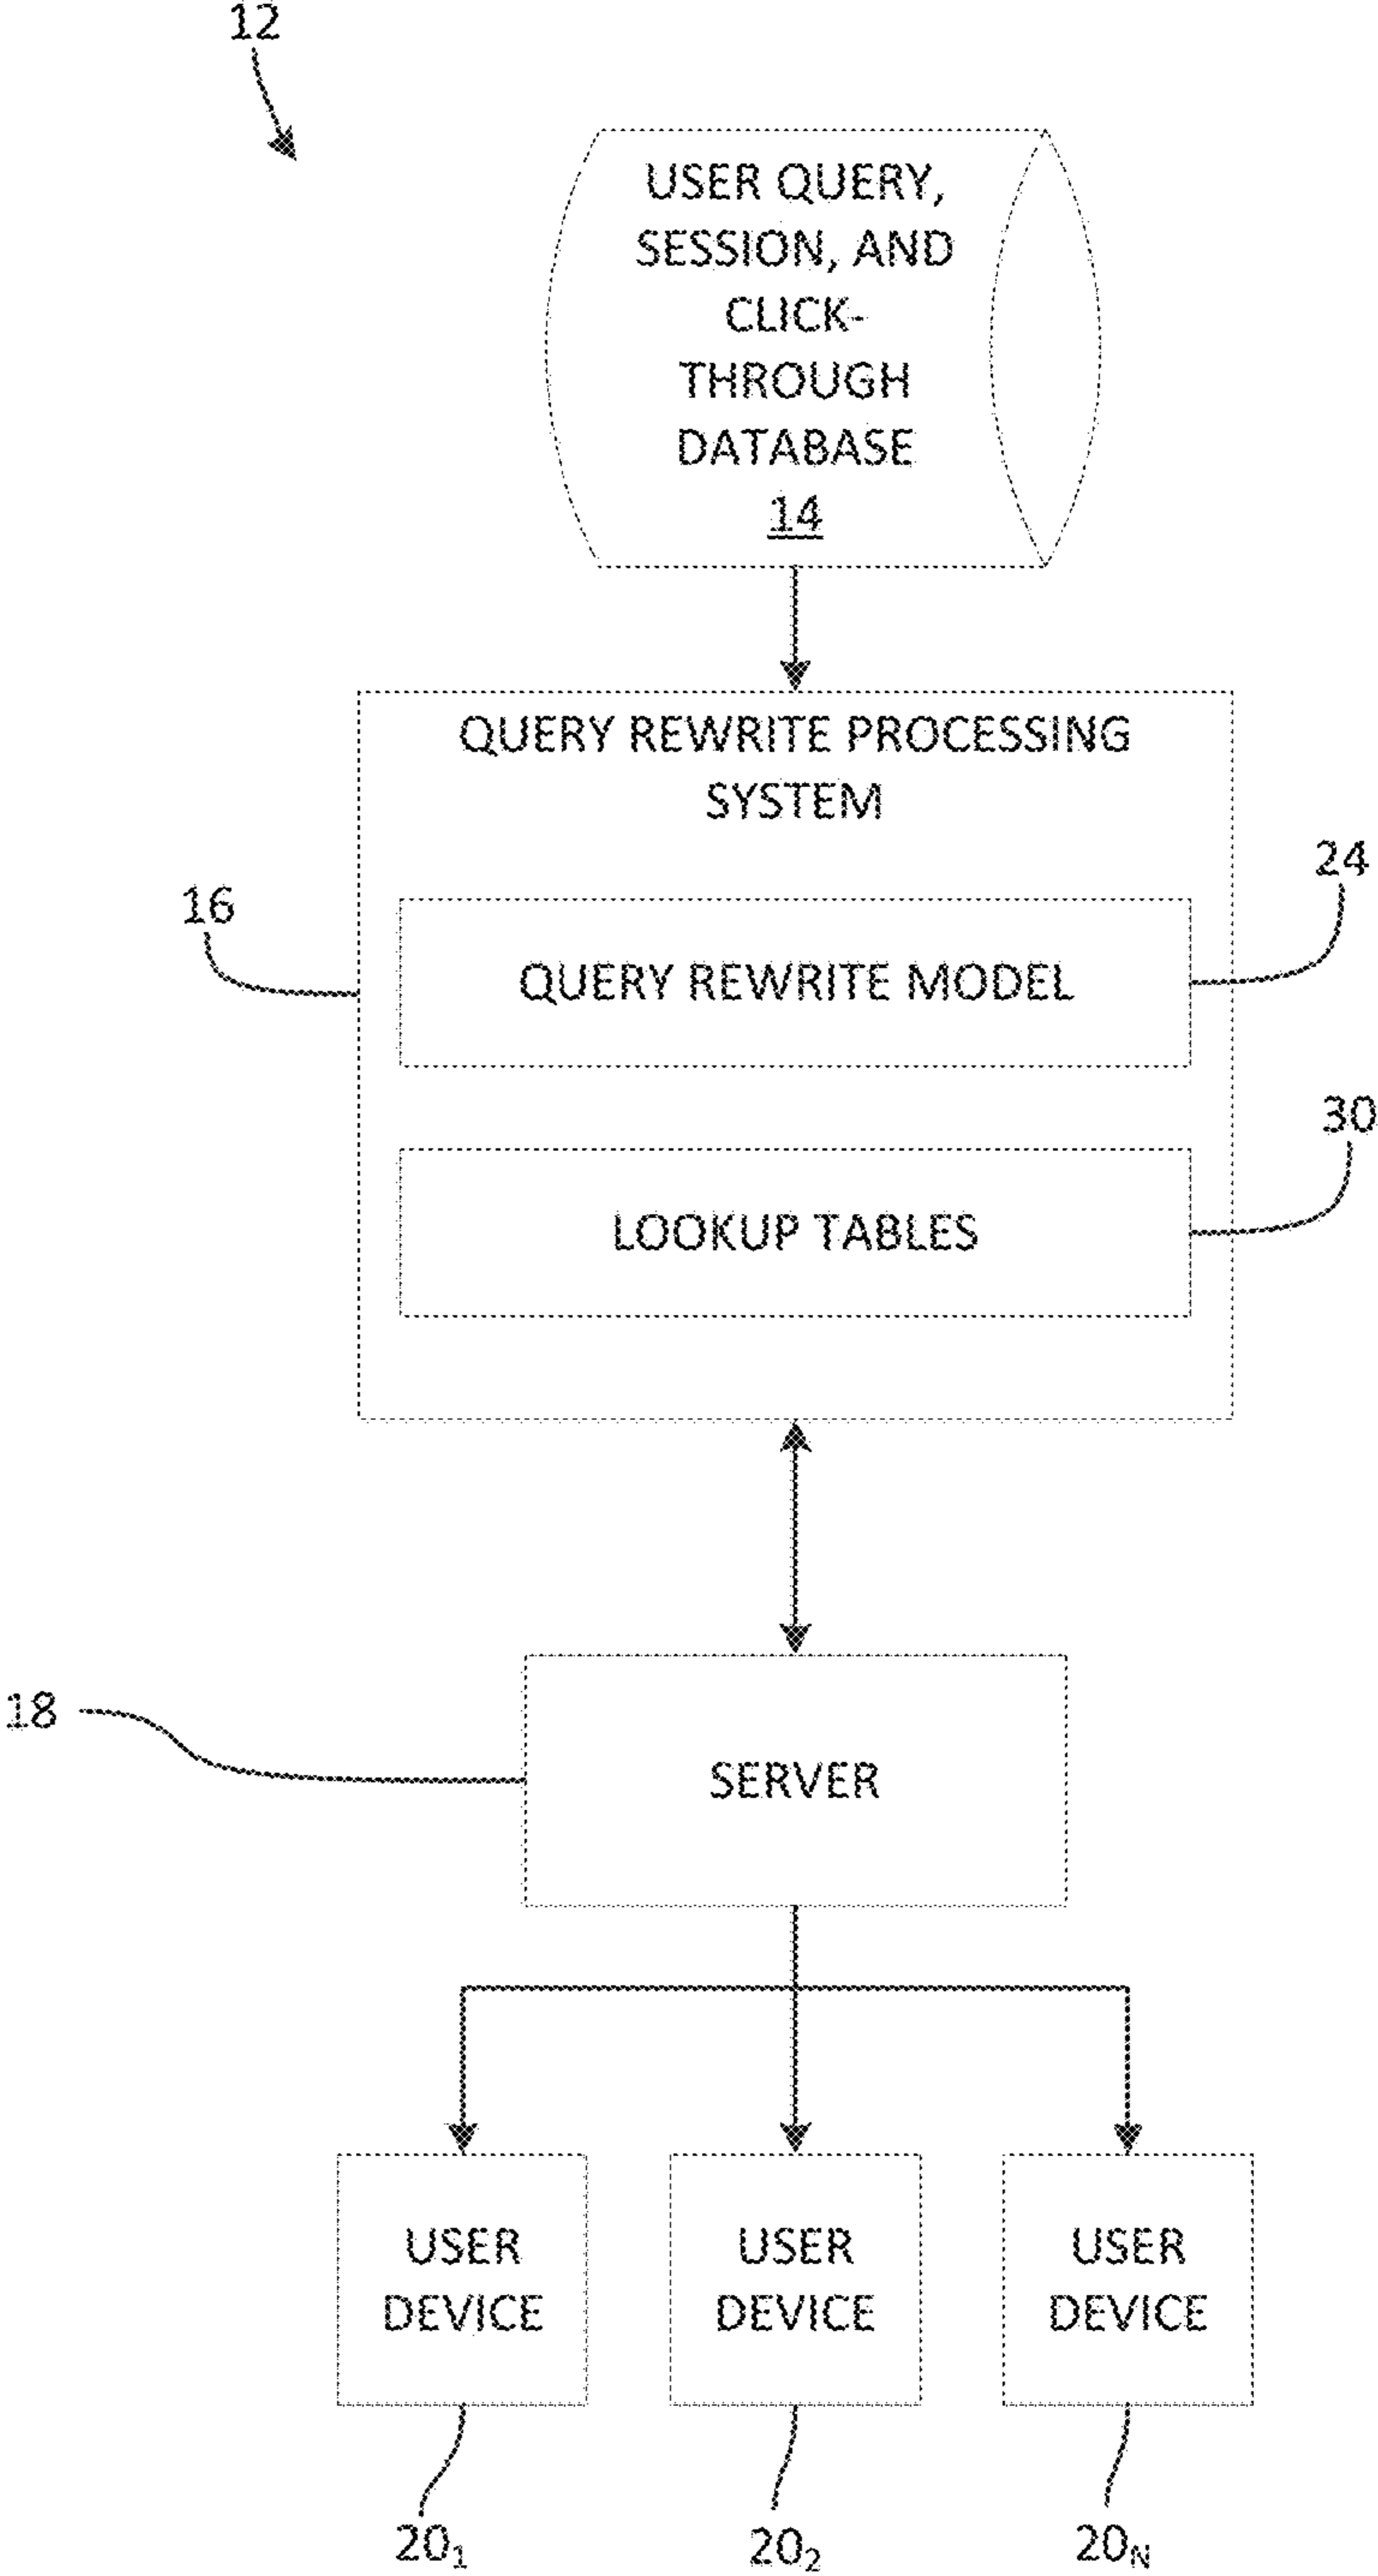 12
USER QUERY,
SESSION, AND
CLICK-
THROUGH
DATABASE
14
QUERY REWRITE PROCESSING
SYSTEM
24
16
QUERY REWRITE MODEL
30
LOOKUP TABLES
18
SERVER
USER
DEVICE
USER
DEVICE
USER
DEVICE
20₁
20₂
20ₙ